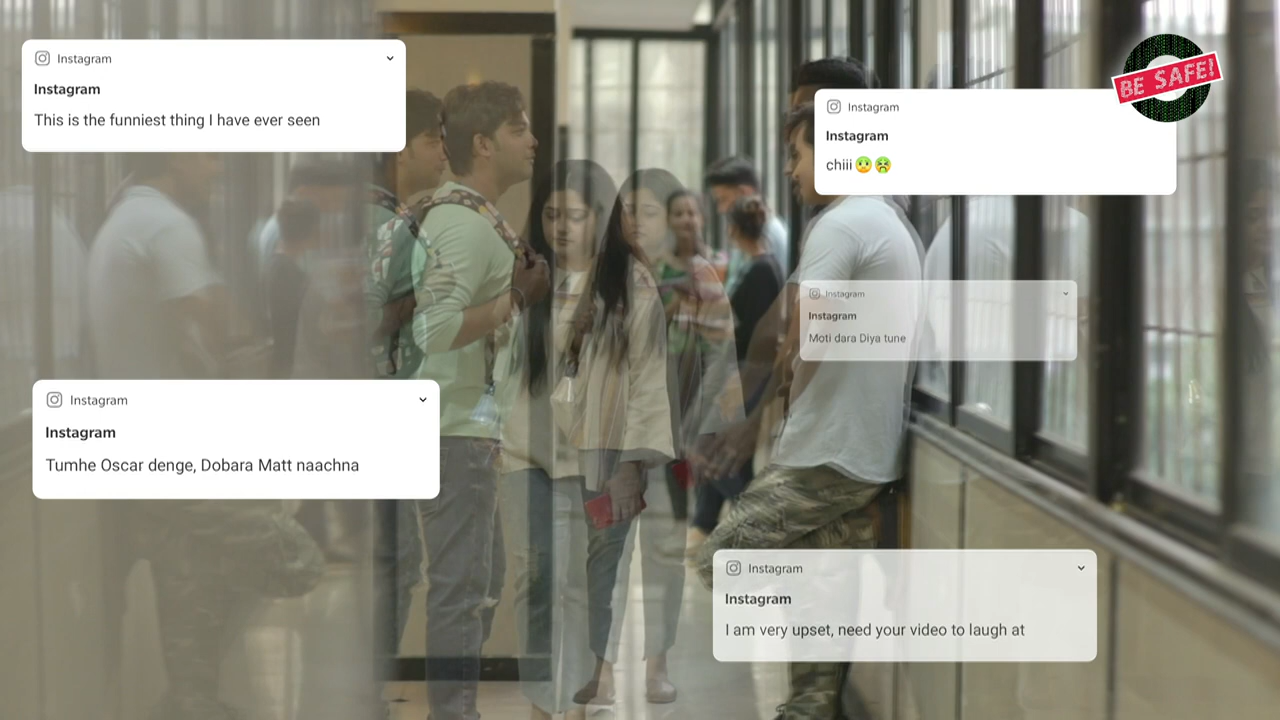 Instagram
Instagram
This is the funniest thing I have ever seen
BE SAFE!
Instagram
Instagram
chiii🤢🤮
Instagram
Instagram
Moti dara Diya tune
Instagram
Instagram
Tumhe Oscar denge, Dobara Matt naachna
Instagram
Instagram
I am very upset, need your video to laugh at